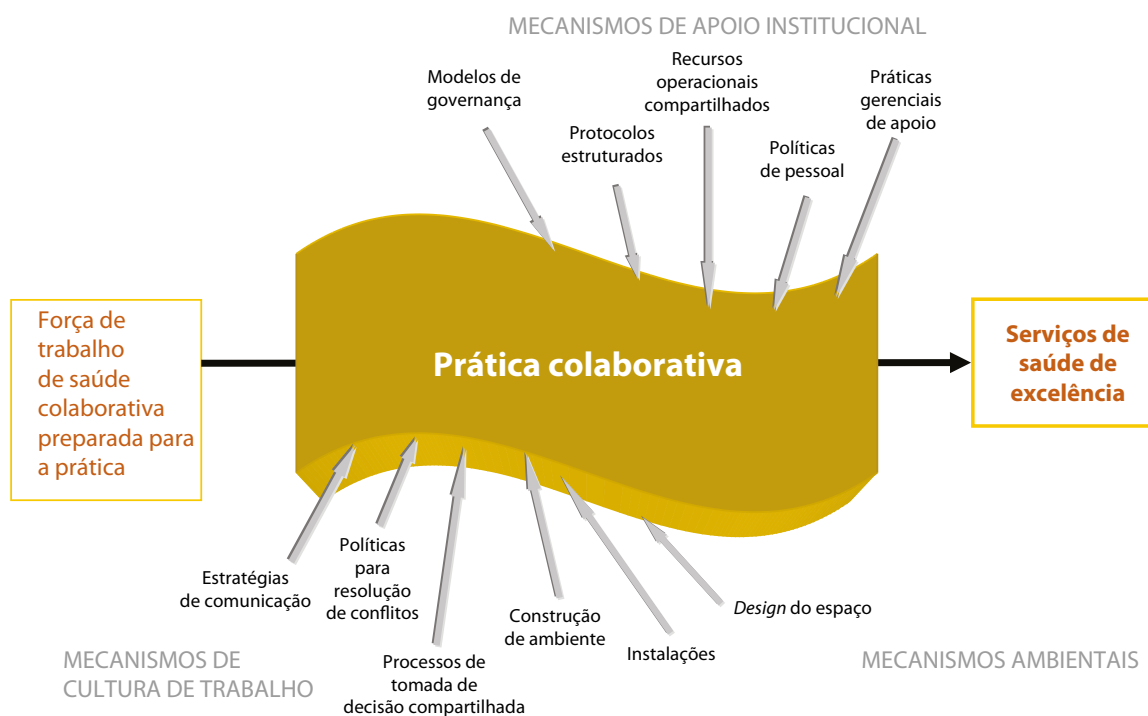 MECANISMOS DE APOIO INSTITUCIONAL
Modelos de
governança
Protocolos
estruturados
Recursos
operacionais
compartilhados
Políticas
de pessoal
Práticas
gerenciais
de apoio
Força de
trabalho
de saúde
colaborativa
preparada para
a prática
Prática colaborativa
Serviços de
saúde de
excelência
Estratégias
de comunicação
Políticas
para
resolução
de conflitos
Processos de
tomada de
decisão compartilhada
Construção
de ambiente
Instalações
Design do espaço
MECANISMOS DE
CULTURA DE TRABALHO
MECANISMOS AMBIENTAIS